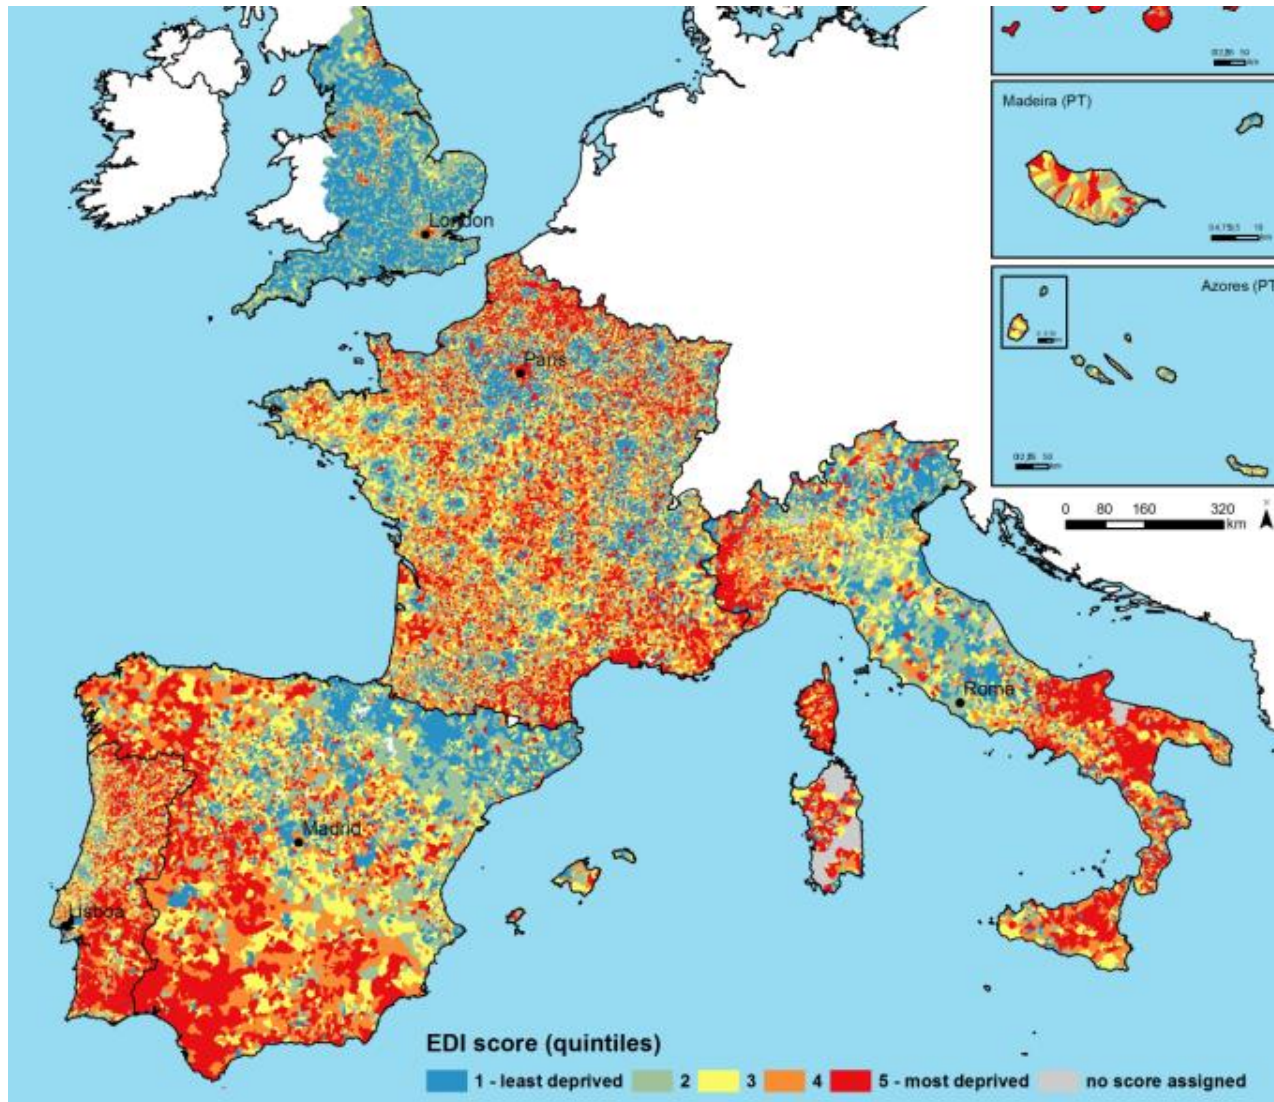 Madeira (PT)
Azores (PT
London
Paris
0 80 160 320
km
Rome
Madrid
Lisboa
EDI score (quintiles)
1 - least deprived 2 3 4 5 - most deprived no score assigned